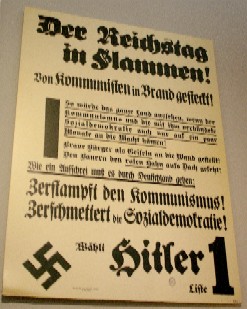 Der Reichstag
in Flammen!
Von Kommunisten in Brand gesteckt!
So würde das ganze Land aussehen, wenn der
Kommunismus und die mit ihm verbündete
Sozialdemokratie auch nur auf ein paar
Monate an die Macht kämen!
Brave Bürger als Geiseln an die Wand gestellt!
Den Bauern den roten Hahn aufs Dach gesetzt!
Wie ein Aufschrei muß es durch Deutschland gehen:
Zerstampft den Kommunismus!
Zerschmettert die Sozialdemokratie!
Wählt
Hitler
Liste 1